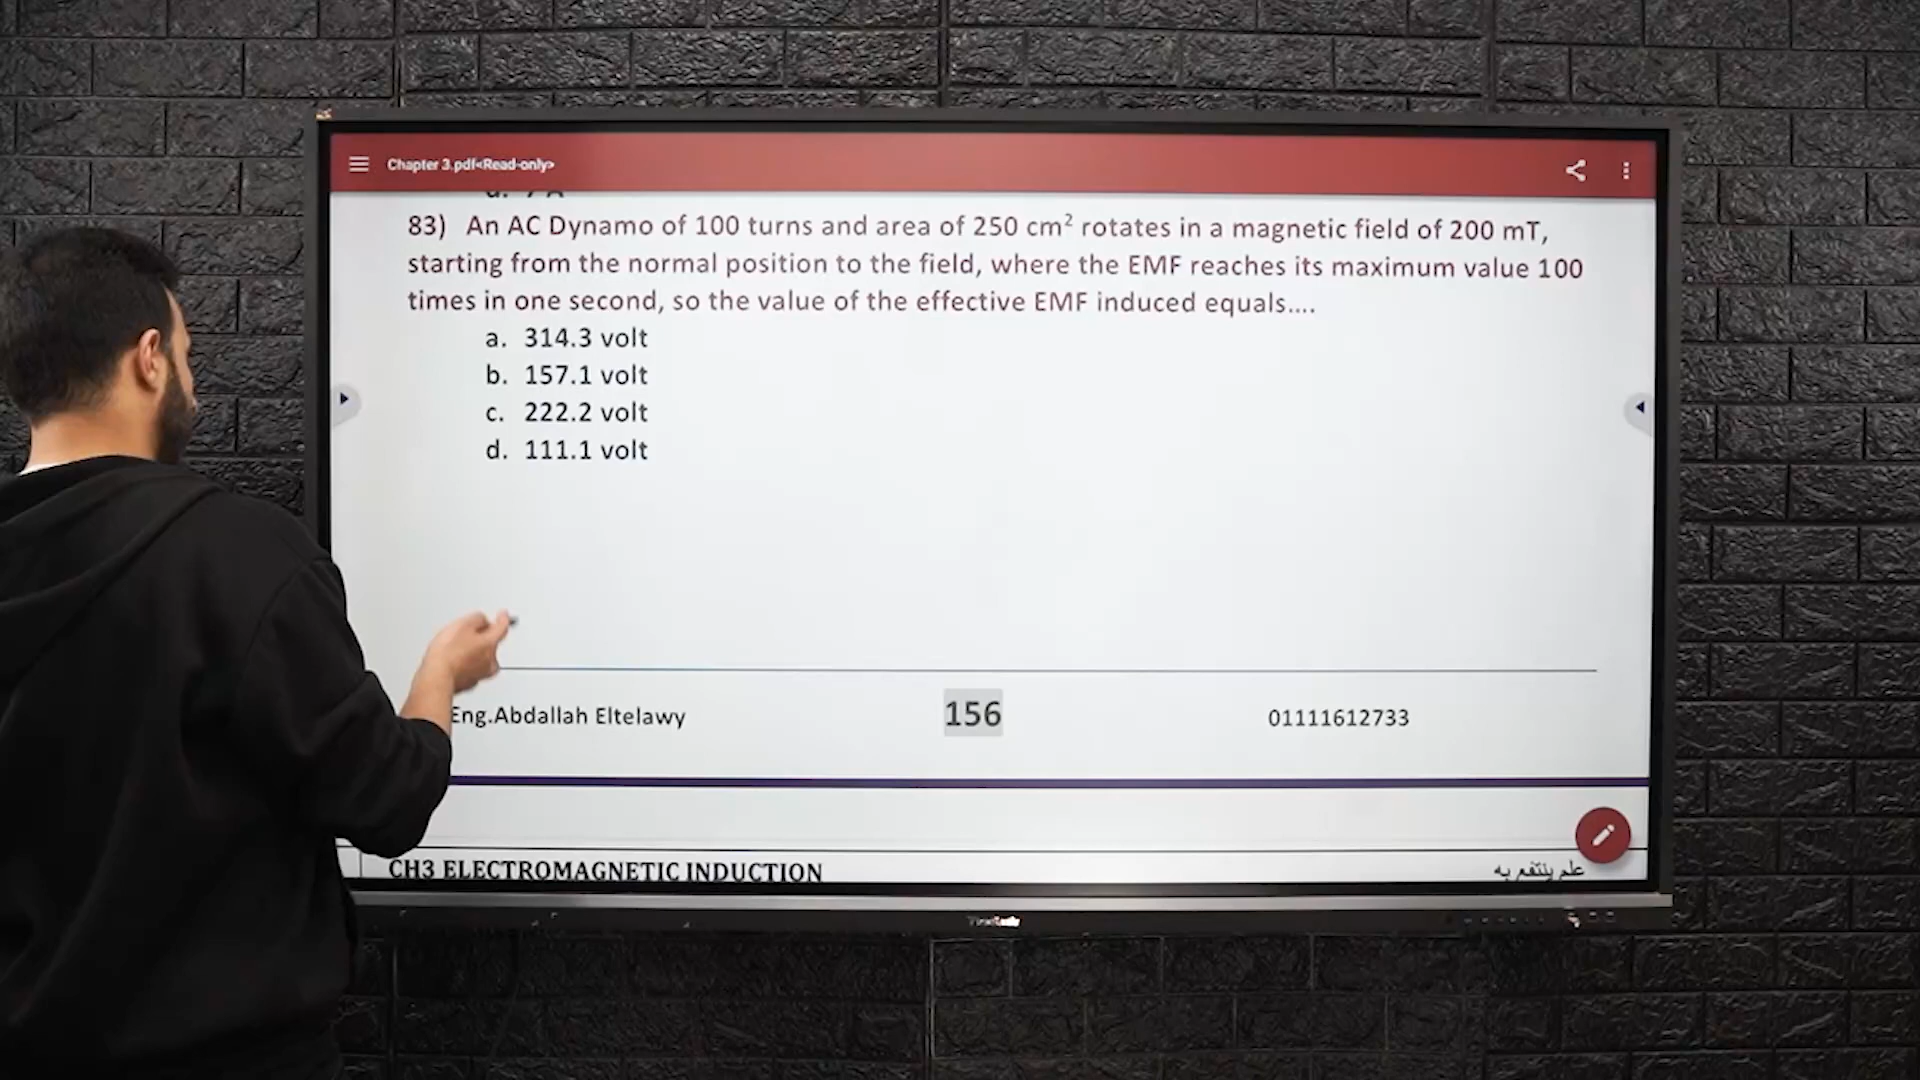 Chapter 3.pdf<Read-only>
83) An AC Dynamo of 100 turns and area of 250 cm² rotates in a magnetic field of 200 mT,
starting from the normal position to the field, where the EMF reaches its maximum value 100
times in one second, so the value of the effective EMF induced equals....
a. 314.3 volt
b. 157.1 volt
c. 222.2 volt
d. 111.1 volt
Eng.Abdallah Eltelawy
156
01111612733
CH3 ELECTROMAGNETIC INDUCTION
علم ينتفع به
ViewSonic